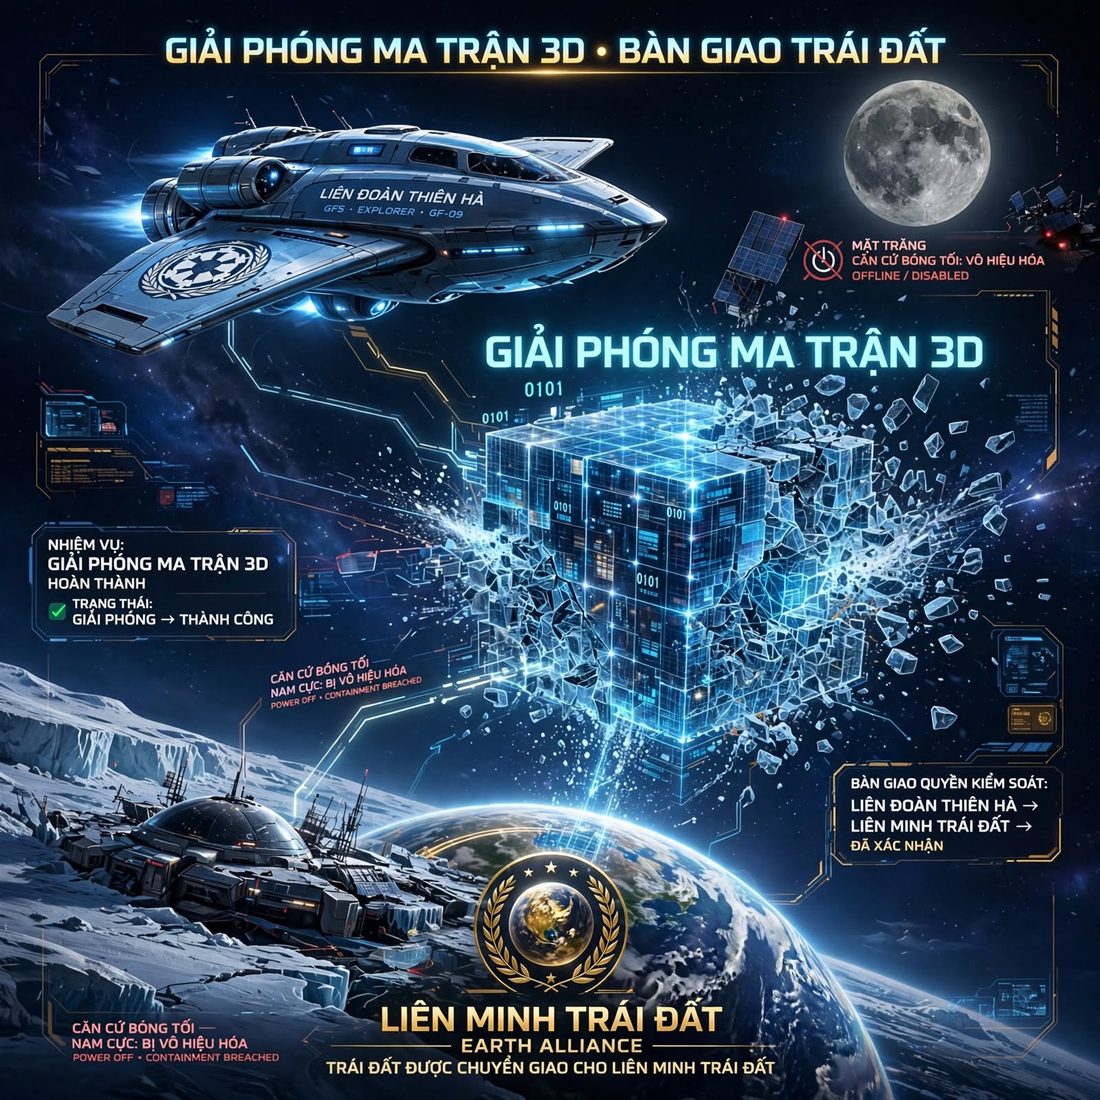 GIẢI PHÓNG MA TRẬN 3D • BÀN GIAO TRÁI ĐẤT
LIÊN ĐOÀN THIÊN HÀ
GFS • EXPLORER • GF-09
MẶT TRĂNG
CĂN CỨ BÓNG TỐI: VÔ HIỆU HÓA
OFFLINE / DISABLED
GIẢI PHÓNG MA TRẬN 3D
0101
0101
0101
0101
0101
NHIỆM VỤ:
GIẢI PHÓNG MA TRẬN 3D
HOÀN THÀNH
TRẠNG THÁI:
GIẢI PHÓNG → THÀNH CÔNG
CĂN CỨ BÓNG TỐI
NAM CỰC: BỊ VÔ HIỆU HÓA
POWER OFF • CONTAINMENT BREACHED
BÀN GIAO QUYỀN KIỂM SOÁT:
LIÊN ĐOÀN THIÊN HÀ →
LIÊN MINH TRÁI ĐẤT →
ĐÃ XÁC NHẬN
CĂN CỨ BÓNG TỐI
NAM CỰC: BỊ VÔ HIỆU HÓA
POWER OFF • CONTAINMENT BREACHED
LIÊN MINH TRÁI ĐẤT
EARTH ALLIANCE
TRÁI ĐẤT ĐƯỢC CHUYỂN GIAO CHO LIÊN MINH TRÁI ĐẤT